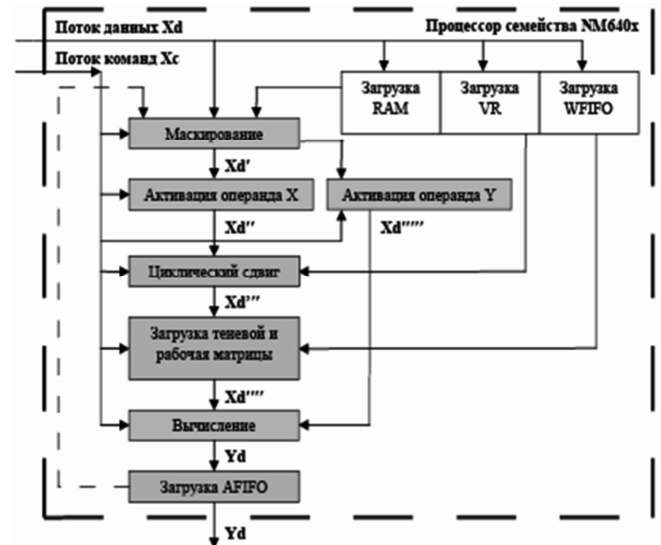 Поток данных Xd
Процессор семейства NM640x
Поток команд Xc
Загрузка RAM
Загрузка VR
Загрузка WFIFO
Маскирование
Xd'
Активация операнда X
Активация операнда Y
Xd''
Xd'''''
Циклический сдвиг
Xd'''
Загрузка теневой и
рабочая матрицы
Xd''''
Вычисление
Yd
Загрузка AFIFO
Yd